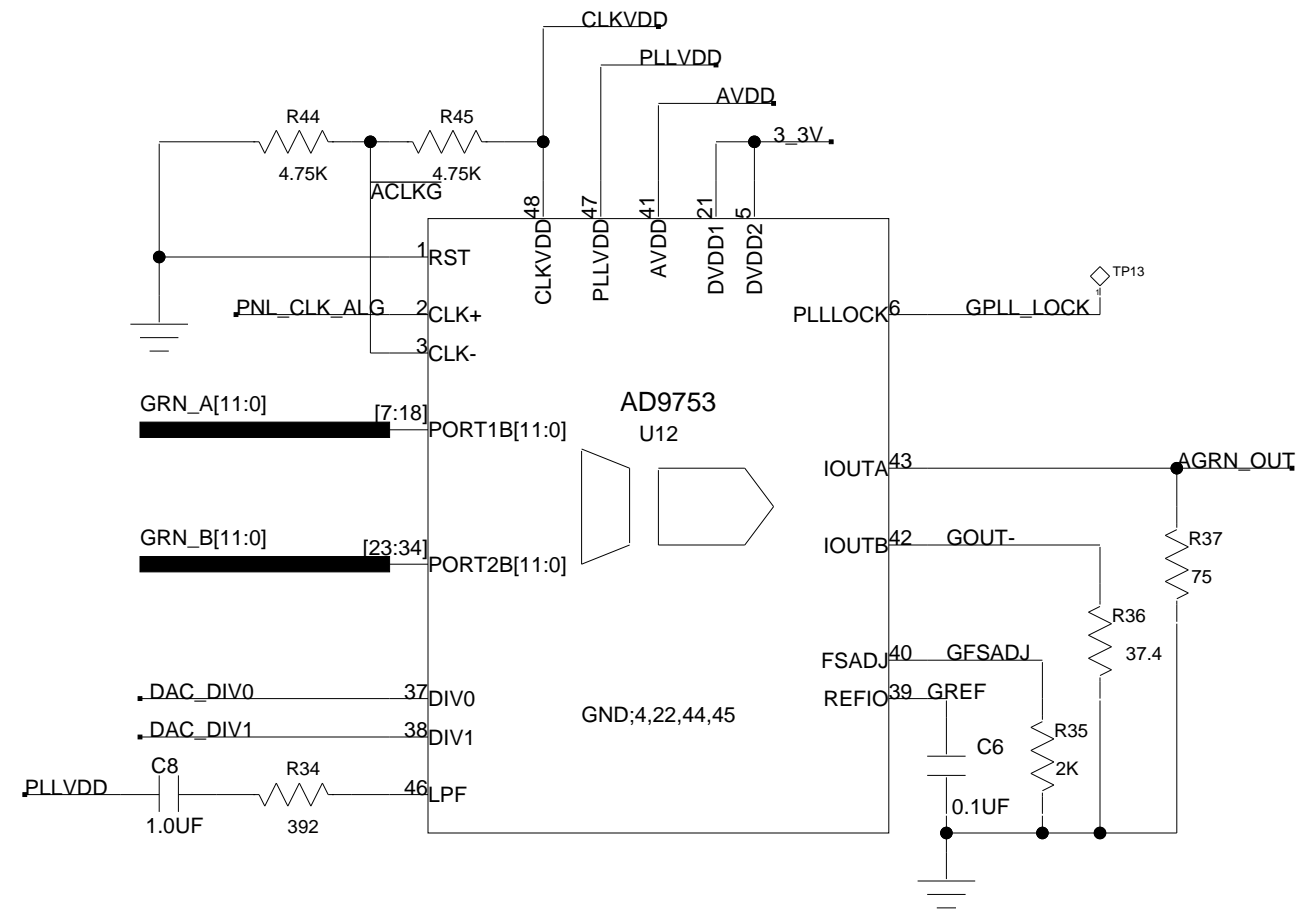 CLKVDD
PLLVDD
AVDD
3_3V
R44
R45
4.75K
4.75K
ACLKG
48
47
41
21
5
CLKVDD
PLLVDD
AVDD
DVDD1
DVDD2
1
RST
PNL_CLK_ALG
2
CLK+
3
CLK-
TP13
1
PLLLOCK
6
GPLL_LOCK
AD9753
U12
GRN_A[11:0]
[7:18]
PORT1B[11:0]
IOUTA
43
AGRN_OUT
GRN_B[11:0]
[23:34]
PORT2B[11:0]
IOUTB
42
GOUT-
R37
75
R36
37.4
FSADJ
40
GFSADJ
REFIO
39
GREF
DAC_DIV0
37
DIV0
DAC_DIV1
38
DIV1
GND;4,22,44,45
C6
0.1UF
R35
2K
PLLVDD
C8
1.0UF
R34
392
46
LPF